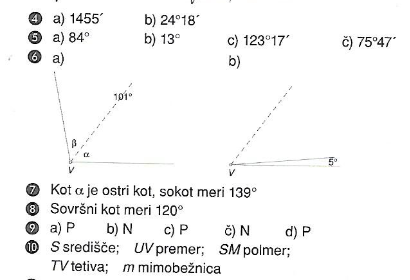 4 a) 1455´ b) 24°18´
5 a) 84° b) 13° c) 123°17´ č) 75°47´
6 a) b)
101°
β
α
V
5°
V
7 Kot α je ostri kot, sokot meri 139°
8 Sovršni kot meri 120°
9 a) P b) N c) P č) N d) P
10 S središče; UV premer; SM polmer;
TV tetiva; m mimobežnica